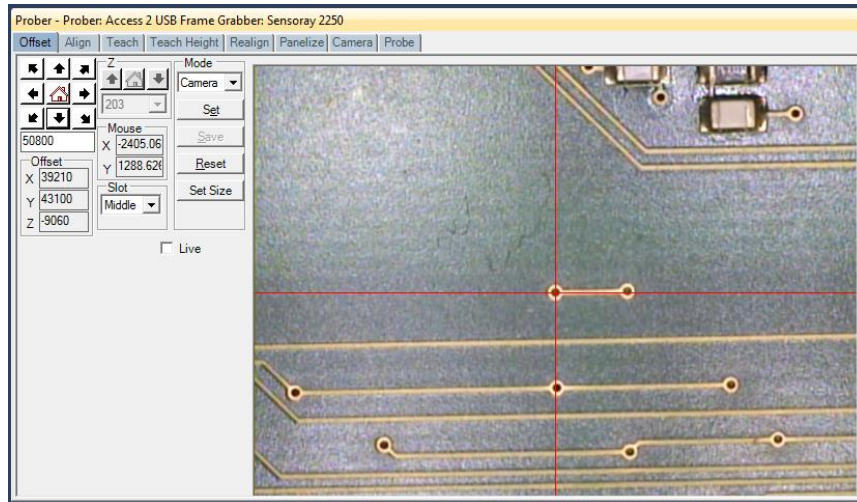 Prober - Prober: Access 2 USB Frame Grabber: Sensoray 2250
Offset Align Teach Teach Height Realign Panelize Camera Probe
Z
203
Mode
Camera
Set
Save
Reset
Set Size
50800
Mouse
X -2405.06
Y 1288.626
Offset
X 39210
Y 43100
Z -9060
Slot
Middle
Live